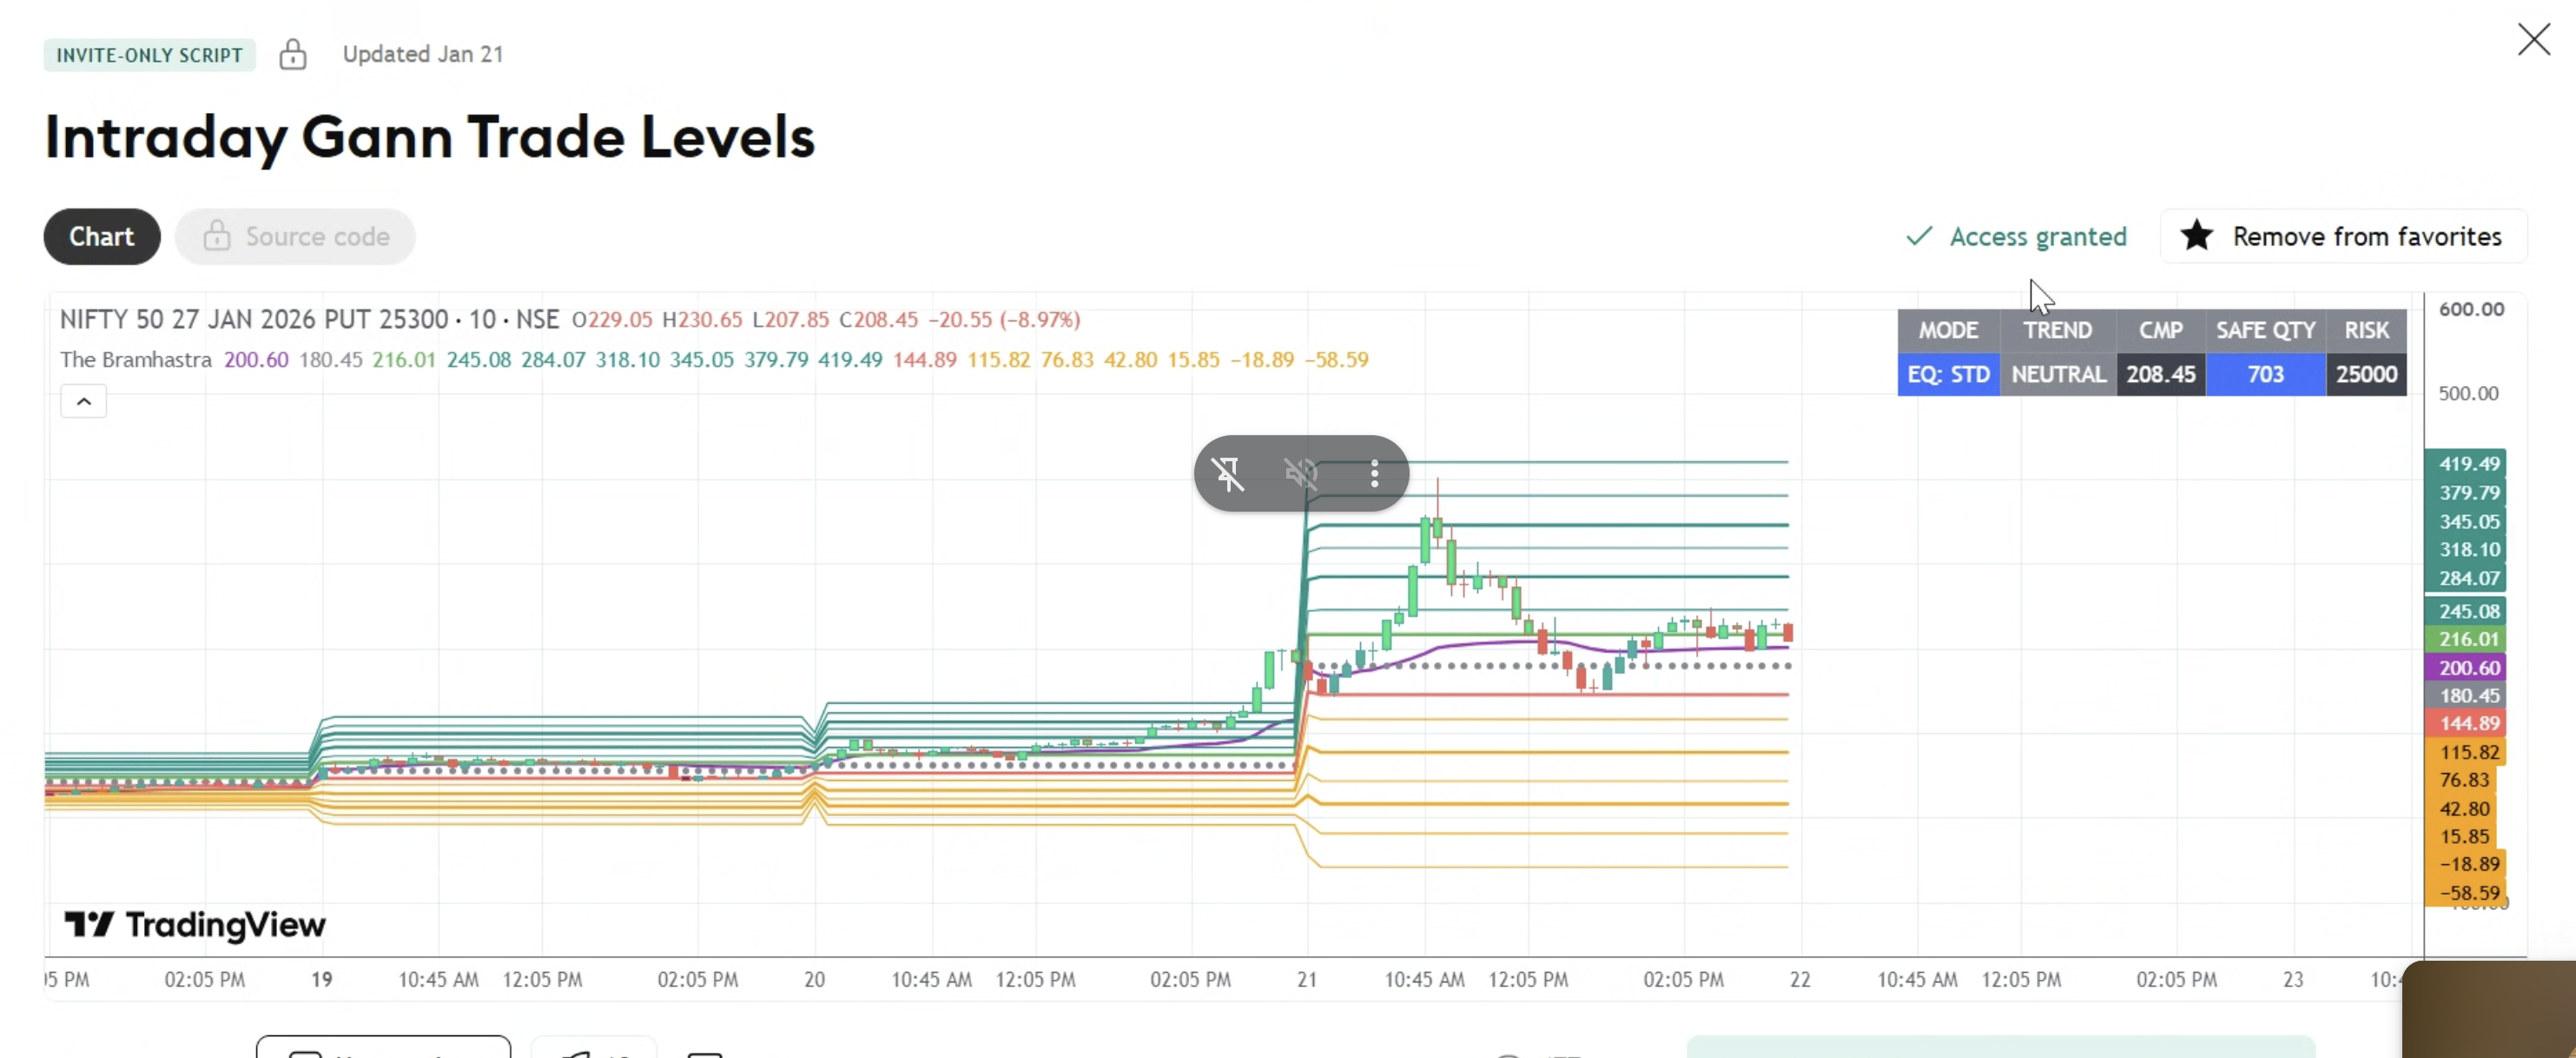 INVITE-ONLY SCRIPT Updated Jan 21
Intraday Gann Trade Levels
Chart Source code Access granted Remove from favorites
NIFTY 50 27 JAN 2026 PUT 25300 · 10 · NSE O229.05 H230.65 L207.85 C208.45 −20.55 (−8.97%)
The Bramhastra 200.60 180.45 216.01 245.08 284.07 318.10 345.05 379.79 419.49 144.89 115.82 76.83 42.80 15.85 −18.89 −58.59
MODE TREND CMP SAFE QTY RISK
EQ: STD NEUTRAL 208.45 703 25000
600.00
500.00
419.49
379.79
345.05
318.10
284.07
245.08
216.01
200.60
180.45
144.89
115.82
76.83
42.80
15.85
−18.89
−58.59
TradingView
02:05 PM 19 10:45 AM 12:05 PM 02:05 PM 20 10:45 AM 12:05 PM 02:05 PM 21 10:45 AM 12:05 PM 02:05 PM 22 10:45 AM 12:05 PM 02:05 PM 23